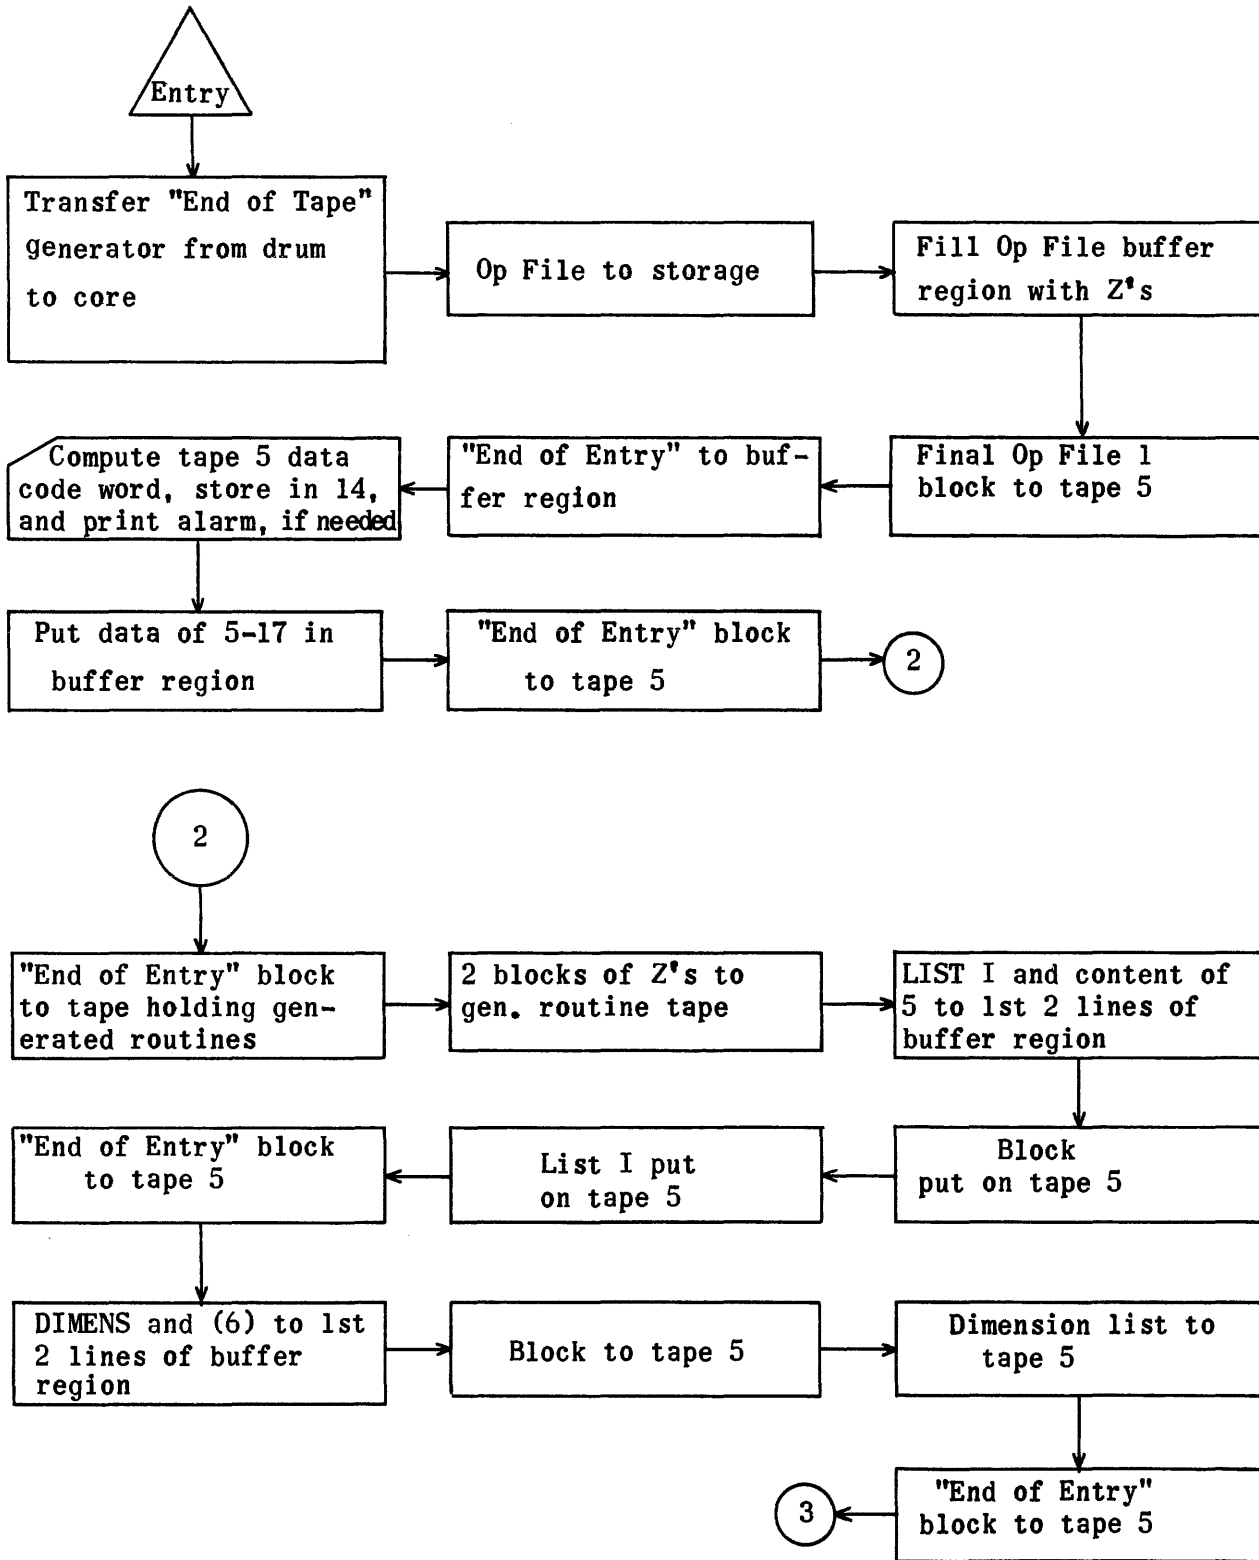 Entry
Transfer "End of Tape"
generator from drum
to core
Op File to storage
Fill Op File buffer
region with Z's
Final Op File 1
block to tape 5
"End of Entry" to buf-
fer region
Compute tape 5 data
code word, store in 14,
and print alarm, if needed
Put data of 5-17 in
buffer region
"End of Entry" block
to tape 5
2
2
"End of Entry" block
to tape holding gen-
erated routines
2 blocks of Z's to
gen. routine tape
LIST I and content of
5 to 1st 2 lines of
buffer region
Block
put on tape 5
List I put
on tape 5
"End of Entry" block
to tape 5
DIMENS and (6) to 1st
2 lines of buffer
region
Block to tape 5
Dimension list to
tape 5
"End of Entry"
block to tape 5
3